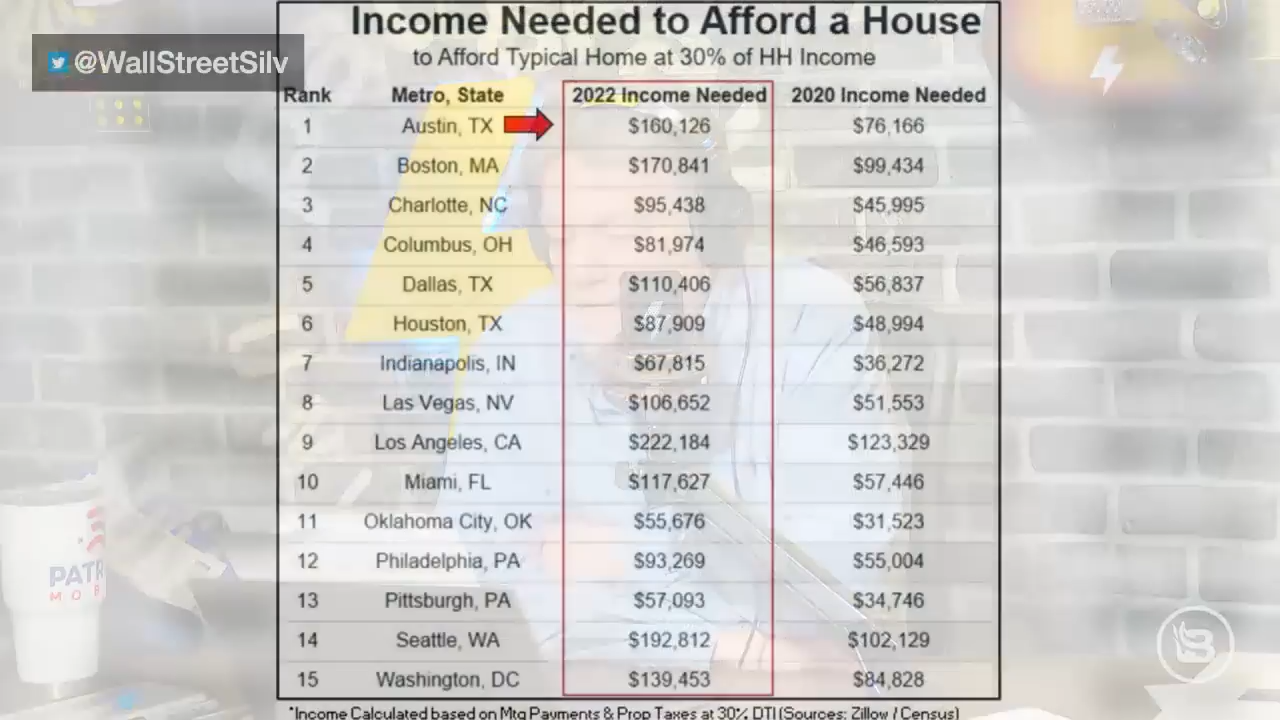 Income Needed to Afford a House
@WallStreetSilv
to Afford Typical Home at 30% of HH Income
Rank Metro, State 2022 Income Needed 2020 Income Needed
1 Austin, TX $160,126 $76,166
2 Boston, MA $170,841 $99,434
3 Charlotte, NC $95,438 $45,995
4 Columbus, OH $81,974 $46,593
5 Dallas, TX $110,406 $56,837
6 Houston, TX $87,909 $48,994
7 Indianapolis, IN $67,815 $36,272
8 Las Vegas, NV $106,652 $51,553
9 Los Angeles, CA $222,184 $123,329
10 Miami, FL $117,627 $57,446
11 Oklahoma City, OK $55,676 $31,523
12 Philadelphia, PA $93,269 $55,004
13 Pittsburgh, PA $57,093 $34,746
14 Seattle, WA $192,812 $102,129
15 Washington, DC $139,453 $84,828
*Income Calculated based on Mtg Payments & Prop Taxes at 30% DTI (Sources: Zillow / Census)